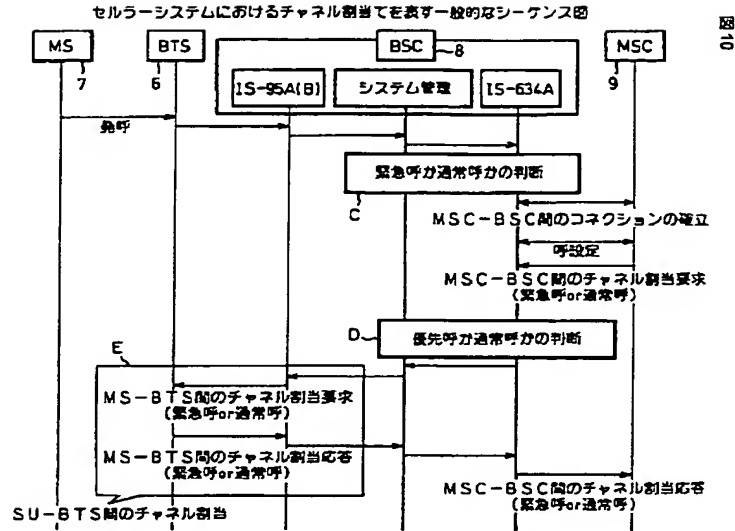 セルラーシステムにおけるチャネル割当てを表す一般的なシーケンス図
図10
MS
BTS
BSC
8
MSC
7
6
9
IS-95A(B)
システム管理
IS-634A
発呼
緊急呼か通常呼かの判断
C
MSC-BSC間のコネクションの確立
呼設定
MSC-BSC間のチャネル割当要求
(緊急呼or通常呼)
D
優先呼か通常呼かの判断
E
MS-BTS間のチャネル割当要求
(緊急呼or通常呼)
MS-BTS間のチャネル割当応答
(緊急呼or通常呼)
MSC-BSC間のチャネル割当応答
(緊急呼or通常呼)
SU-BTS間のチャネル割当